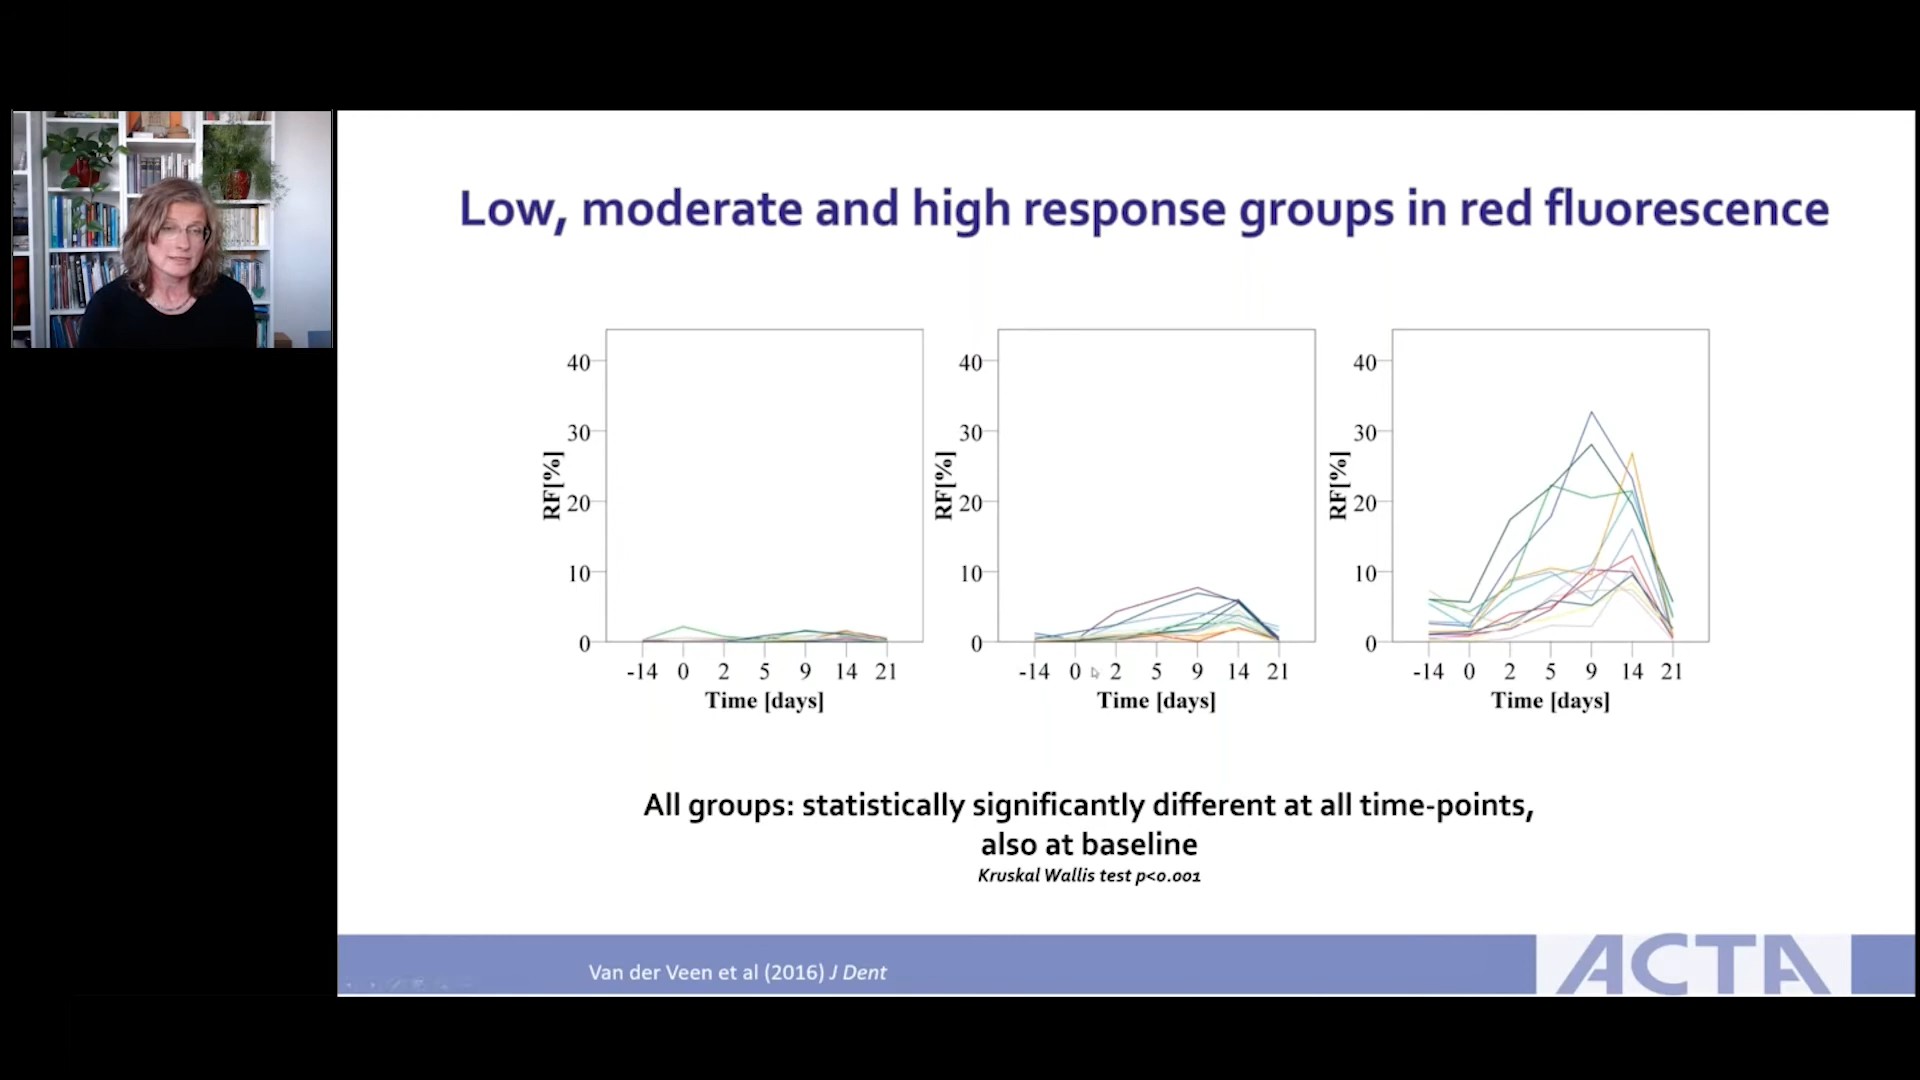 Low, moderate and high response groups in red fluorescence
40
30
20
10
0
RF[%]
-14 0 2 5 9 14 21
Time [days]
40
30
20
10
0
RF[%]
-14 0 2 5 9 14 21
Time [days]
40
30
20
10
0
RF[%]
-14 0 2 5 9 14 21
Time [days]
All groups: statistically significantly different at all time-points,
also at baseline
Kruskal Wallis test p<0.001
Van der Veen et al (2016) J Dent
ACTA